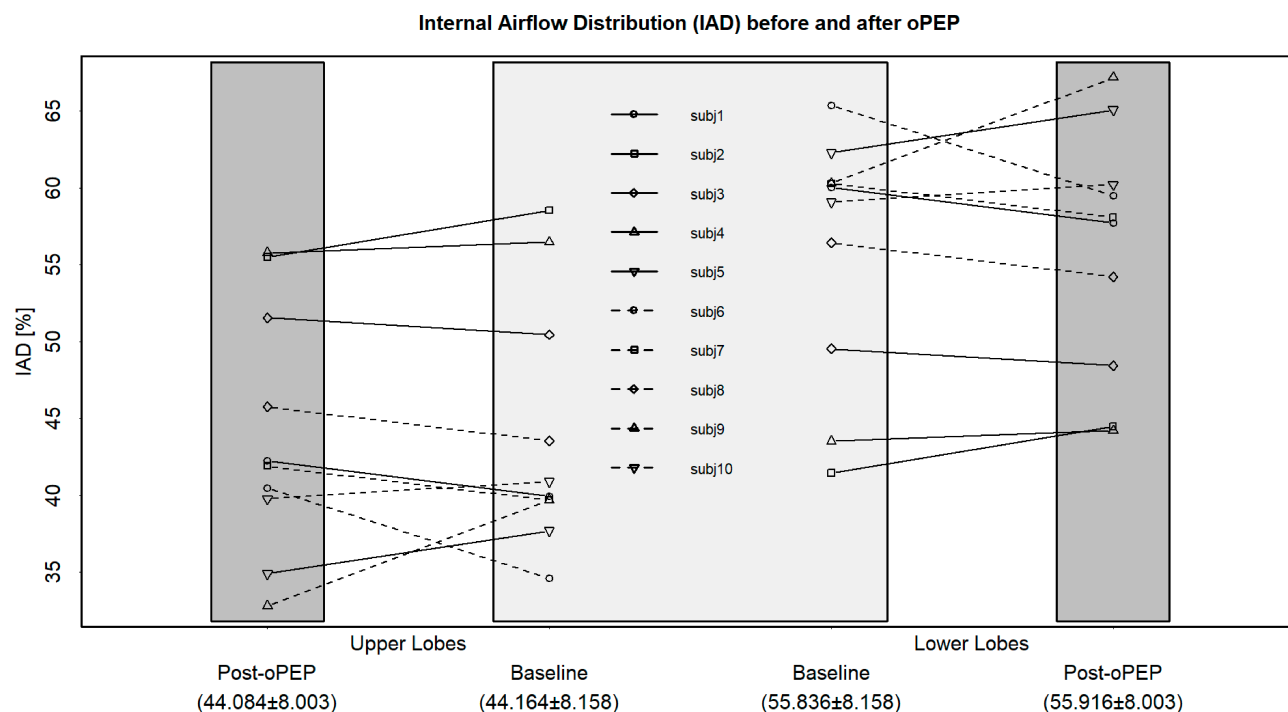 Internal Airflow Distribution (IAD) before and after oPEP
IAD [%]
65
60
55
50
45
40
35
subj1
subj2
subj3
subj4
subj5
subj6
subj7
subj8
subj9
subj10
Upper Lobes Lower Lobes
Post-oPEP Baseline Baseline Post-oPEP
(44.084±8.003) (44.164±8.158) (55.836±8.158) (55.916±8.003)